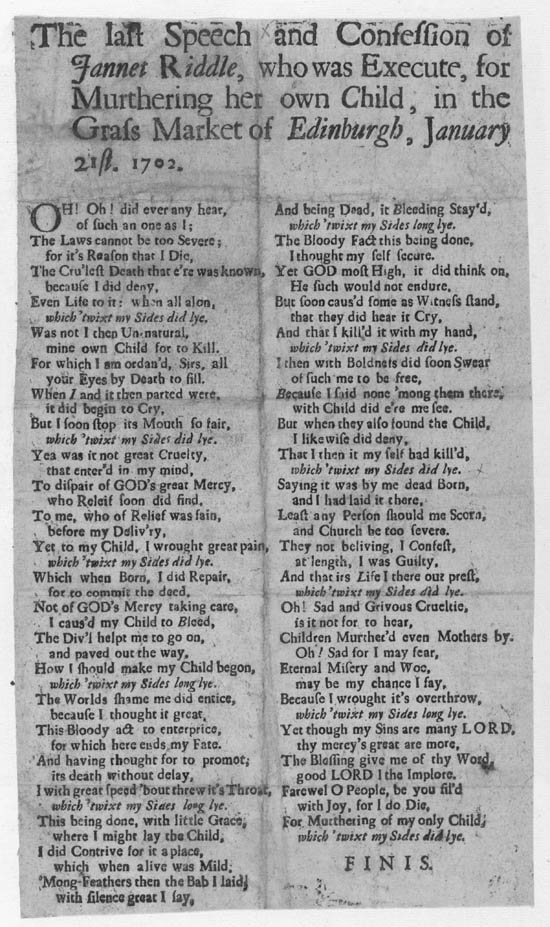 The laſt Speech and Confeſſion of
Jannet Riddle, who was Execute, for
Murthering her own Child, in the
Graſs Market of Edinburgh, January
21ſt. 1702.
OH! Oh! did ever any hear,
of ſuch an one as I;
The Laws cannot be too Severe;
for it's Reaſon that I Die,
The Cru'leſt Death that e're was known,
becauſe I did deny,
Even Life to it: when all alon,
which 'twixt my Sides did lye.
Was not I then Un-natural,
mine own Child for to Kill.
For which I am ordan'd, Sirs, all
your Eyes by Death to fill.
When I and it then parted were,
it did begin to Cry,
But I ſoon ſtop its Mouth ſo fair,
which 'twixt my Sides did lye.
Yea was it not great Cruelty,
that enter'd in my mind,
To diſpair of GOD's great Mercy,
who Releif ſoon did find,
To me, who of Relief was fain,
before my Deliv'ry,
Yet to my Child, I wrought great pain,
which 'twixt my Sides did lye.
Which when Born, I did Repair,
for to commit the deed,
Not of GOD's Mercy taking care,
I caus'd my Child to Bleed,
The Div'l helpt me to go on,
and paved out the way,
How I ſhould make my Child begon,
which 'twixt my Sides long lye.
The Worlds ſhame me did entice,
becauſe I thought it great,
This Bloody act to enterprice,
for which here ends my Fate.
And having thought for to promot,
its death without delay,
I with great ſpeed 'bout threw it's Throat,
which 'twixt my Sides long lye.
This being done, with little Grace,
where I might lay the Child,
I did Contrive for it a place,
which when alive was Mild,
'Mong Feathers then the Bab I laid,
with ſilence great I ſay,
And being Dead, it Bleeding Stay'd,
which 'twixt my Sides long lye.
The Bloody Fact this being done,
I thought my ſelf ſecure.
Yet GOD moſt High, it did think on,
He ſuch would not endure,
But ſoon caus'd ſome as Witneſs ſtand,
that they did hear it Cry,
And that I kill'd it with my hand,
which 'twixt my Sides did lye.
I then with Boldneſs did ſoon Swear
of ſuch me to be free,
Becauſe I ſaid none 'mong them there,
with Child did e're me ſee.
But when they alſo found the Child,
I likewiſe did deny,
That I then it my ſelf had kill'd,
which 'twixt my Sides did lye.
Saying it was by me dead Born,
and I had laid it there,
Leaſt any Perſon ſhould me Scorn,
and Church be too ſevere.
They not beliving, I Confeſt,
at length, I was Guilty,
And that its Life I there out preſt,
which 'twixt my Sides did lye.
Oh! Sad and Grivous Crueltie,
is it not for to hear,
Children Murther'd even Mothers by.
Oh! Sad for I may fear,
Eternal Miſery and Woe,
may be my chance I ſay,
Becauſe I wrought it's overthrow,
which 'twixt my Sides long lye.
Yet though my Sins are many LORD,
thy mercy's great are more,
The Bleſſing give me of thy Word,
good LORD I the Implore.
Farewel O People, be you fil'd
with Joy, for I do Die,
For Murthering of my only Child,
which 'twixt my Sides did lye.
FINIS.